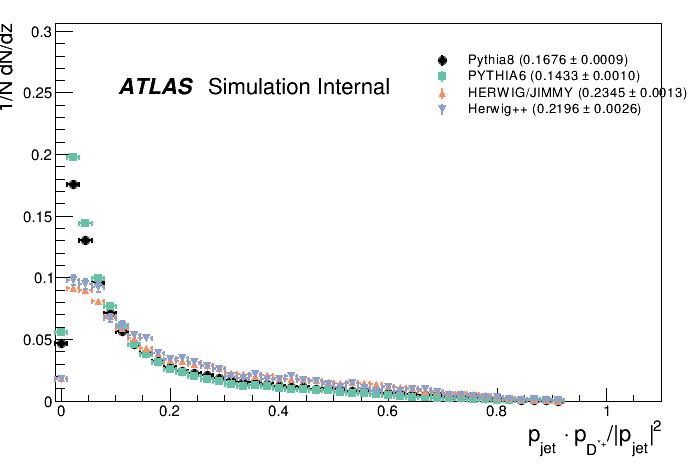 1/N dN/dz
0.3
0.25
0.2
0.15
0.1
0.05
0
ATLAS Simulation Internal
Pythia8 (0.1676 ± 0.0009)
PYTHIA6 (0.1433 ± 0.0010)
HERWIG/JIMMY (0.2345 ± 0.0013)
Herwig++ (0.2196 ± 0.0026)
0 0.2 0.4 0.6 0.8 1
p_jet · p_D*+/|p_jet|²